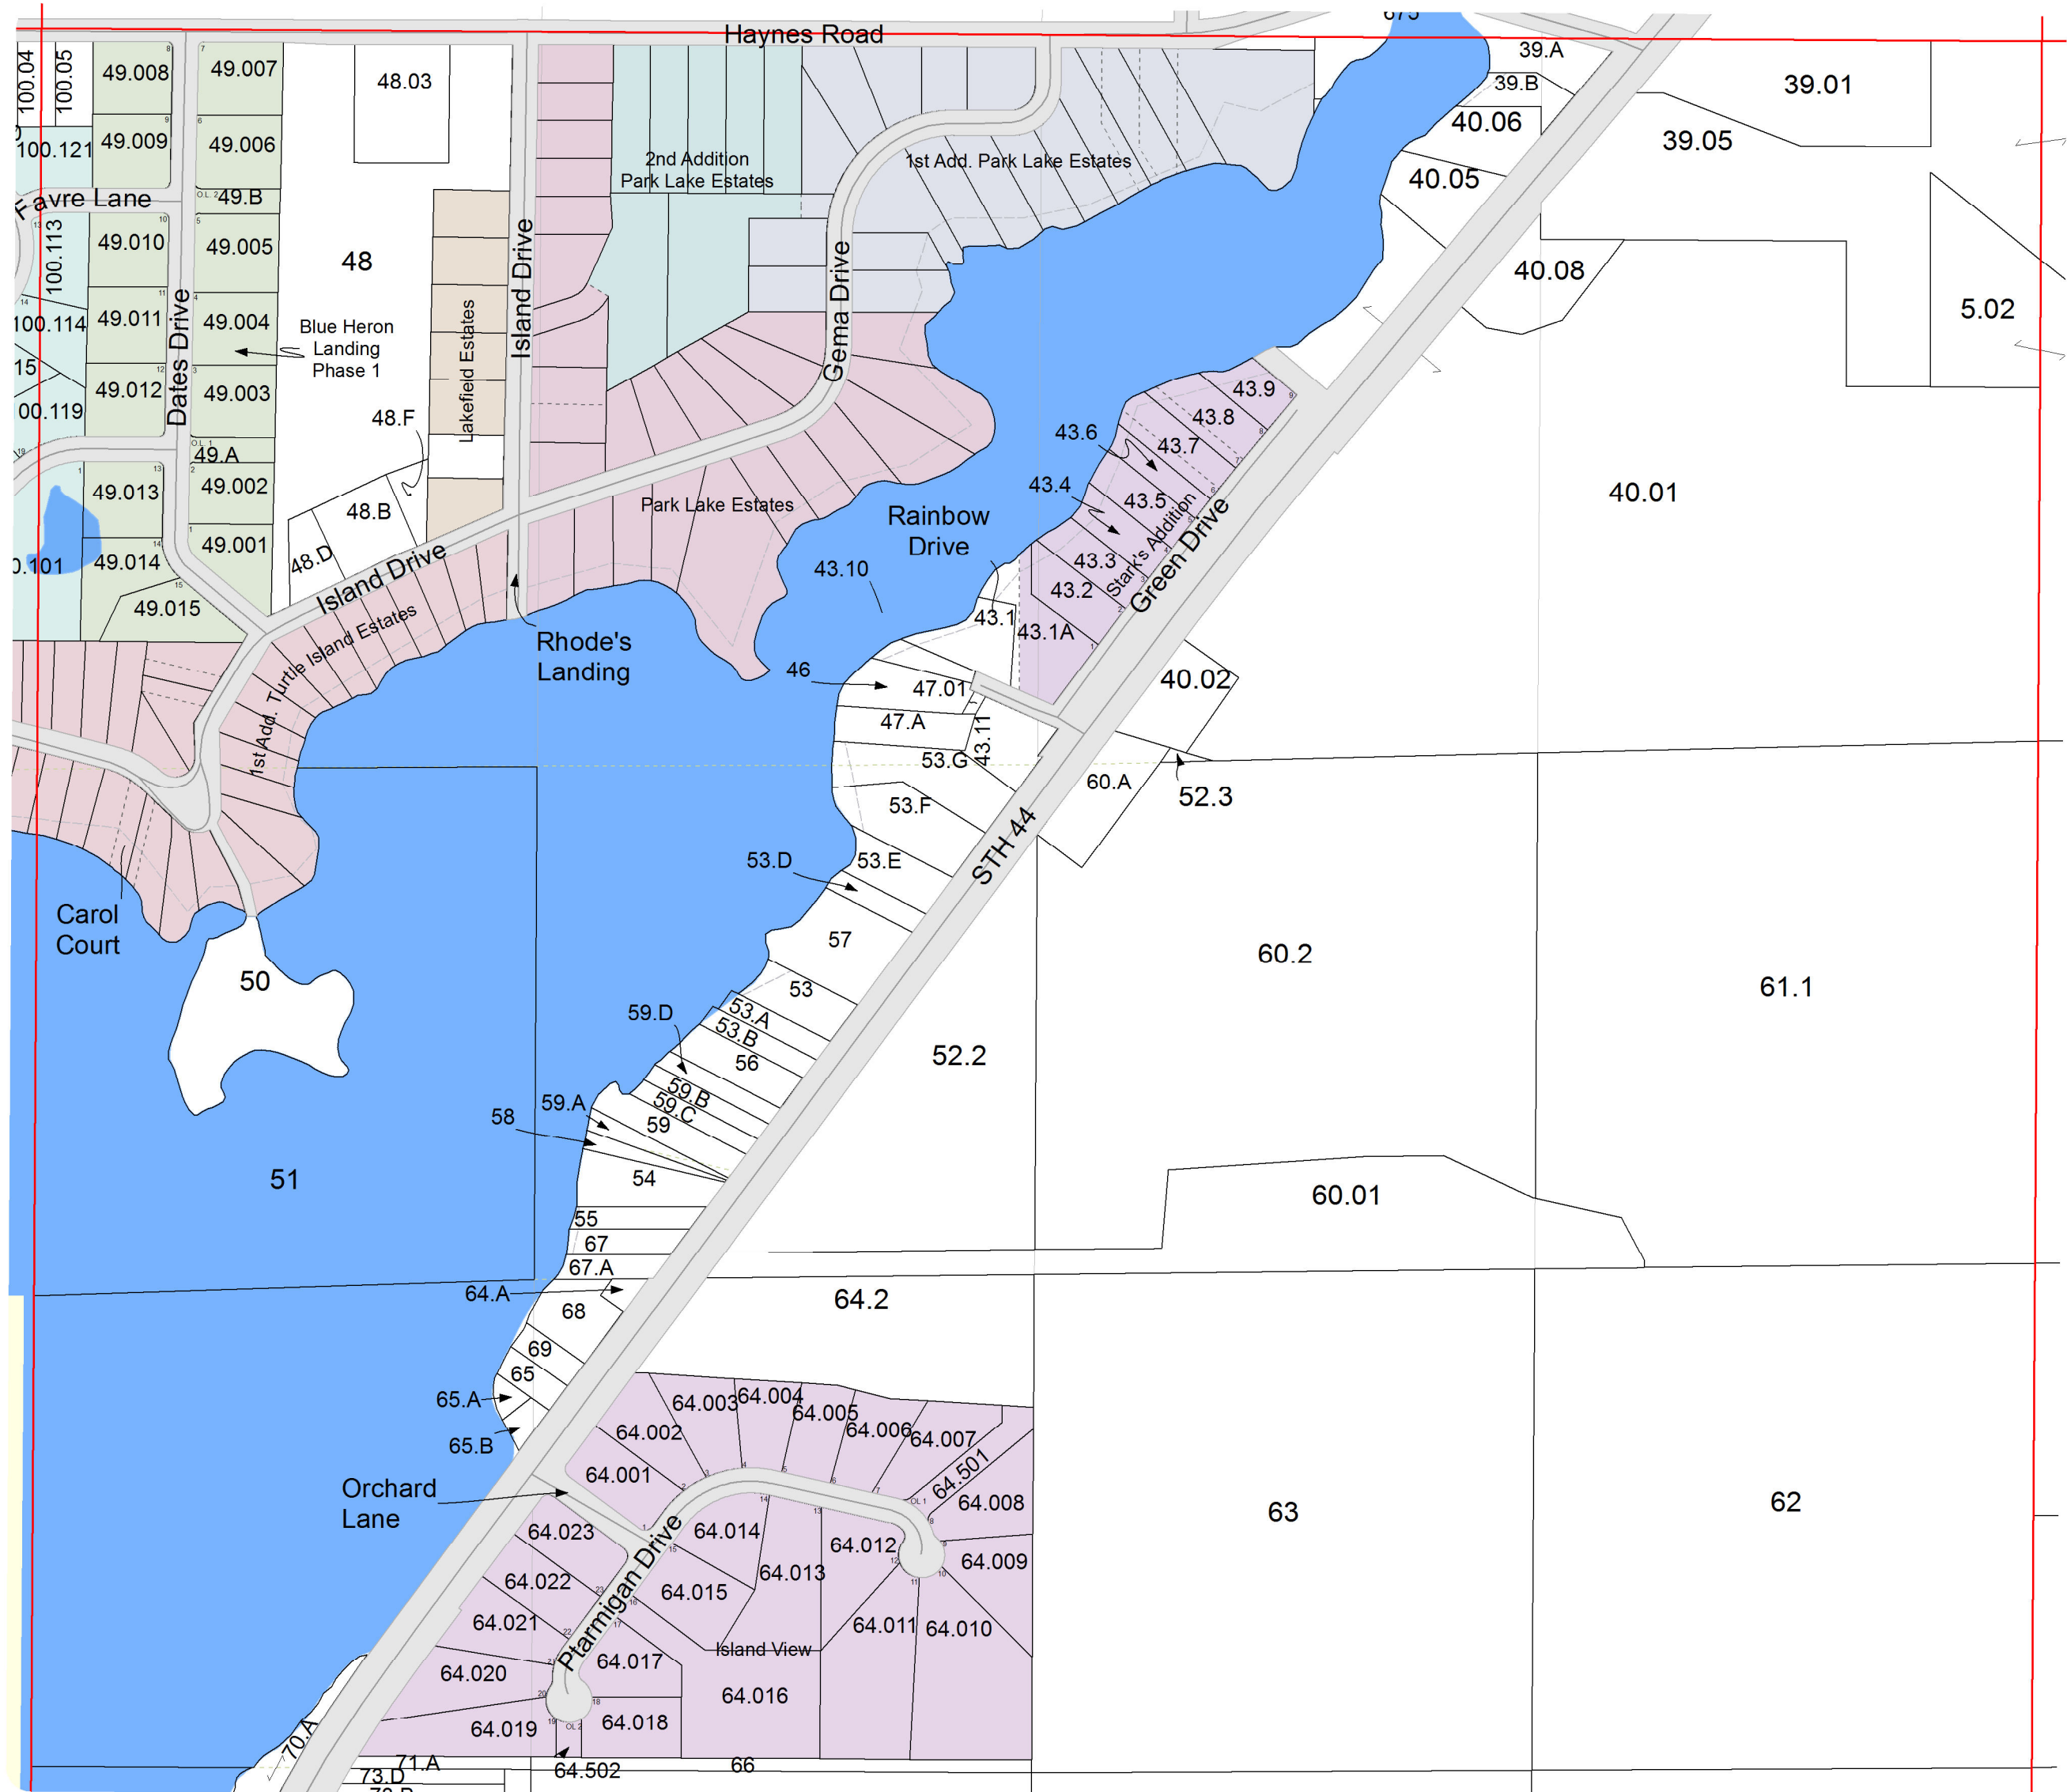 675
Haynes Road
39.A
100.04
100.05
49.008
49.007
48.03
39.B
39.01
40.06
39.05
49.009
49.006
100.121
2nd Addition
Park Lake Estates
1st Add. Park Lake Estates
40.05
Favre Lane
O.L. 2
49.B
49.010
49.005
100.113
48
Island Drive
Gema Drive
40.08
5.02
100.114
49.011
49.004
Dates Drive
Blue Heron
Landing
Phase 1
Lakefield Estates
15
49.012
49.003
00.119
48.F
43.9
43.8
43.6
43.7
O.L. 1
49.A
49.013
49.002
48.B
Park Lake Estates
43.4
43.5
40.01
Rainbow
Drive
Stark's Addition
Green Drive
49.001
48.D
Island Drive
0.101
49.014
43.10
43.3
43.2
49.015
1st Add. Turtle Island Estates
Rhode's
Landing
43.1
43.1A
46
47.01
40.02
47.A
43.11
53.G
60.A
52.3
53.F
STH 44
53.D
53.E
Carol
Court
57
60.2
50
53
61.1
59.D
53.A
53.B
56
52.2
59.B
59.C
59.A
58
59
51
54
60.01
55
67
67.A
64.A
68
64.2
69
65
65.A
65.B
64.003
64.004
64.005
64.006
64.007
64.002
64.001
64.501
OL 1
Orchard
Lane
64.008
63
62
64.023
64.014
64.012
64.009
Ptarmigan Drive
64.013
64.022
64.015
64.021
64.011
64.010
Island View
64.020
64.017
64.016
64.019
OL 2
64.018
70.A
71.A
64.502
66
73.D